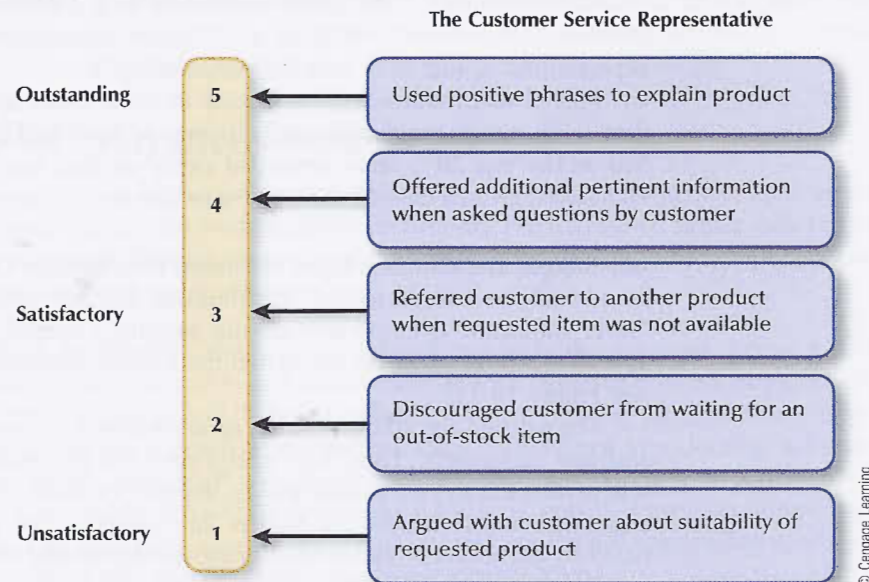 The Customer Service Representative
Outstanding
5
Used positive phrases to explain product
4
Offered additional pertinent information
when asked questions by customer
Satisfactory
3
Referred customer to another product
when requested item was not available
2
Discouraged customer from waiting for an
out-of-stock item
Unsatisfactory
1
Argued with customer about suitability of
requested product
© Cengage Learning